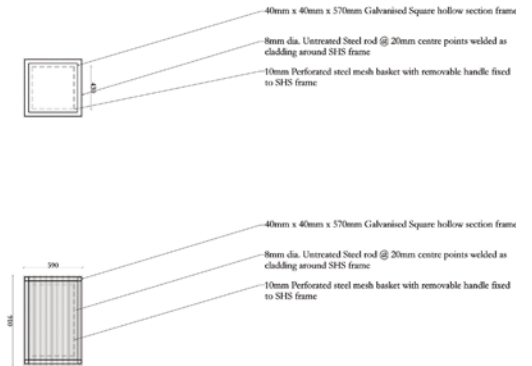 40mm x 40mm x 570mm Galvanised Square hollow section frame
8mm dia. Untreated Steel rod @ 20mm centre points welded as
cladding around SHS frame
10mm Perforated steel mesh basket with removable handle fixed
to SHS frame
430
40mm x 40mm x 570mm Galvanised Square hollow section frame
590
8mm dia. Untreated Steel rod @ 20mm centre points welded as
cladding around SHS frame
10mm Perforated steel mesh basket with removable handle fixed
to SHS frame
910